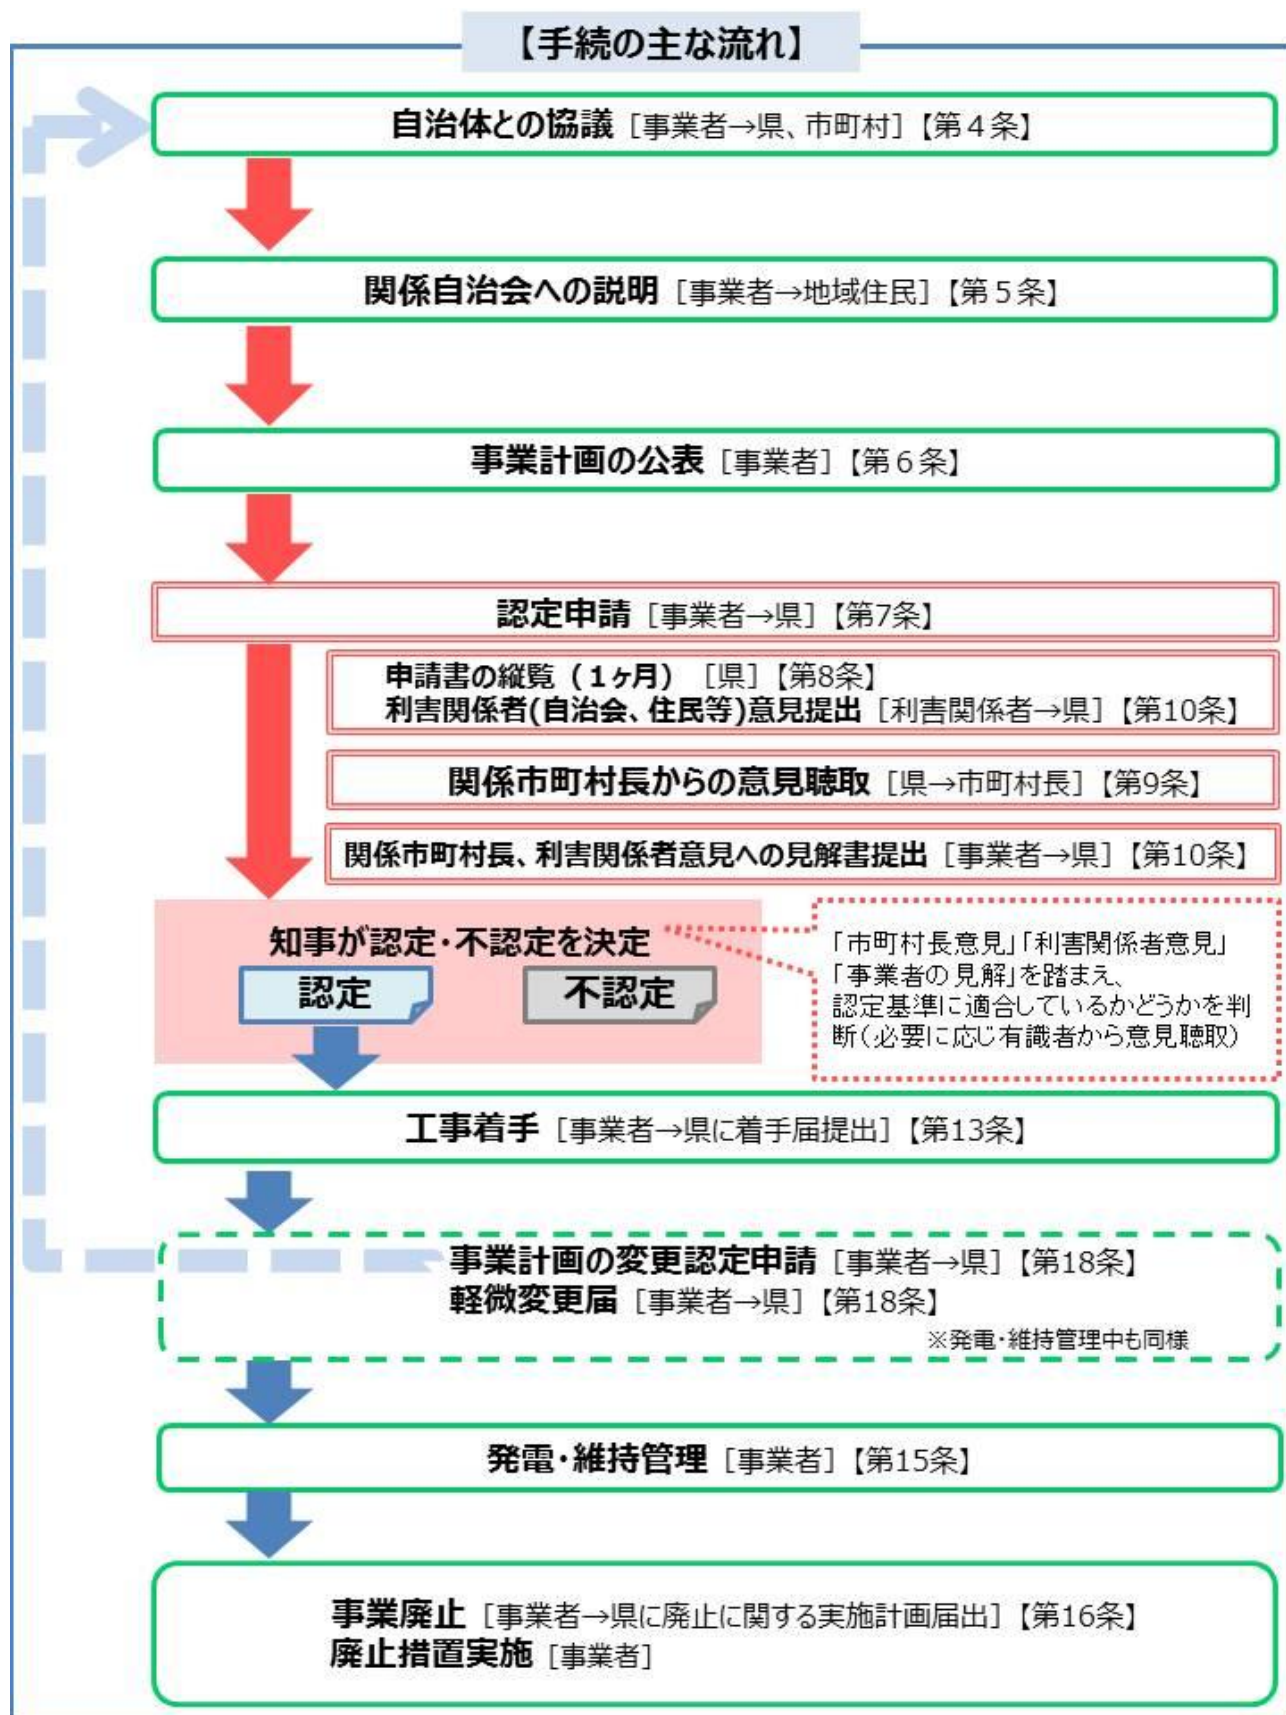 【手続の主な流れ】
自治体との協議［事業者→県、市町村］【第４条】
関係自治会への説明［事業者→地域住民］【第５条】
事業計画の公表［事業者］【第６条】
認定申請［事業者→県］【第7条】
申請書の縦覧（１ヶ月）［県］【第8条】
利害関係者(自治会、住民等)意見提出［利害関係者→県］【第10条】
関係市町村長からの意見聴取［県→市町村長］【第9条】
関係市町村長、利害関係者意見への見解書提出［事業者→県］【第10条】
知事が認定・不認定を決定
認定
不認定
「市町村長意見」「利害関係者意見」
「事業者の見解」を踏まえ、
認定基準に適合しているかどうかを判
断（必要に応じ有識者から意見聴取）
工事着手［事業者→県に着手届提出］【第13条】
事業計画の変更認定申請［事業者→県］【第18条】
軽微変更届［事業者→県］【第18条】
※発電・維持管理中も同様
発電・維持管理［事業者］【第15条】
事業廃止［事業者→県に廃止に関する実施計画届出］【第16条】
廃止措置実施［事業者］